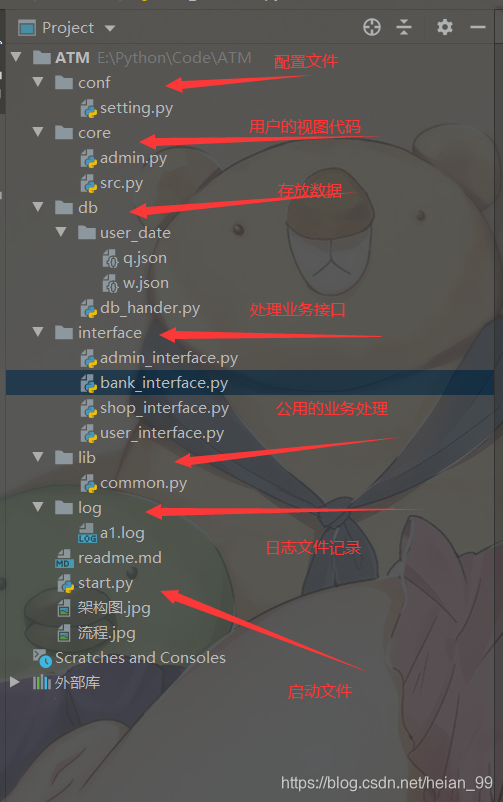 Project
ATM E:\Python\Code\ATM
配置文件
conf
setting.py
用户的视图代码
core
admin.py
src.py
存放数据
db
user_date
q.json
w.json
db_hander.py
处理业务接口
interface
admin_interface.py
bank_interface.py
shop_interface.py
公用的业务处理
user_interface.py
lib
common.py
log
a1.log
日志文件记录
readme.md
start.py
架构图.jpg
流程.jpg
Scratches and Consoles
外部库
启动文件
https://blog.csdn.net/heian_99